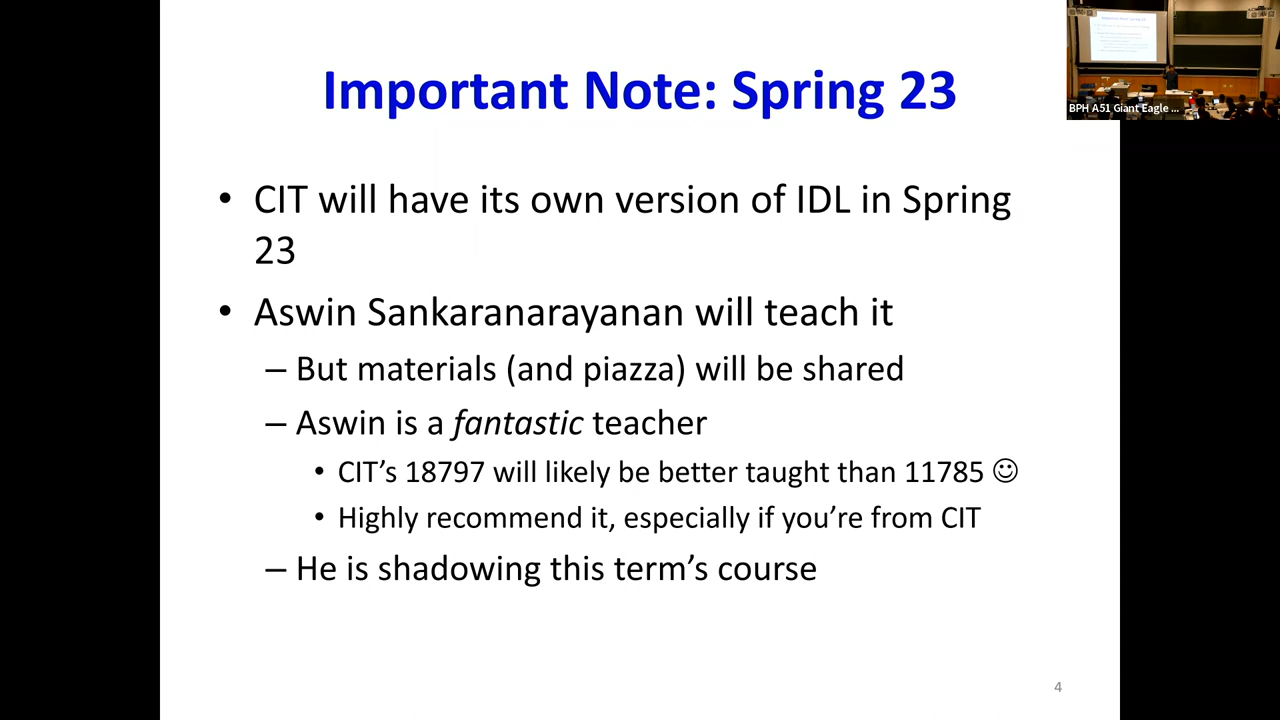 Important Note: Spring 23
BPH A51 Giant Eagle ...
• CIT will have its own version of IDL in Spring
23
• Aswin Sankaranarayanan will teach it
– But materials (and piazza) will be shared
– Aswin is a fantastic teacher
• CIT’s 18797 will likely be better taught than 11785 ☺
• Highly recommend it, especially if you’re from CIT
– He is shadowing this term’s course
4